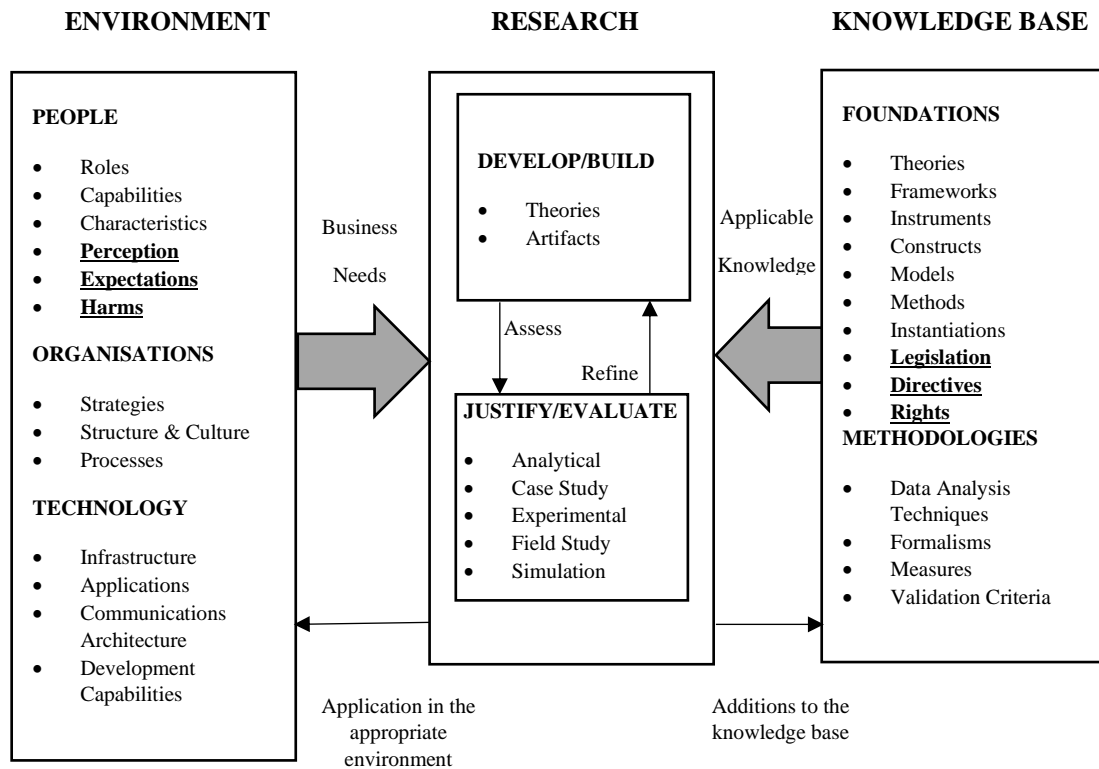 ENVIRONMENT
RESEARCH
KNOWLEDGE BASE
PEOPLE
• Roles
• Capabilities
• Characteristics
• Perception
• Expectations
• Harms
ORGANISATIONS
• Strategies
• Structure & Culture
• Processes
TECHNOLOGY
• Infrastructure
• Applications
• Communications
Architecture
• Development
Capabilities
Business
Needs
DEVELOP/BUILD
• Theories
• Artifacts
Assess
Refine
JUSTIFY/EVALUATE
• Analytical
• Case Study
• Experimental
• Field Study
• Simulation
Applicable
Knowledge
FOUNDATIONS
• Theories
• Frameworks
• Instruments
• Constructs
• Models
• Methods
• Instantiations
• Legislation
• Directives
• Rights
METHODOLOGIES
• Data Analysis
Techniques
• Formalisms
• Measures
• Validation Criteria
Application in the
appropriate
environment
Additions to the
knowledge base